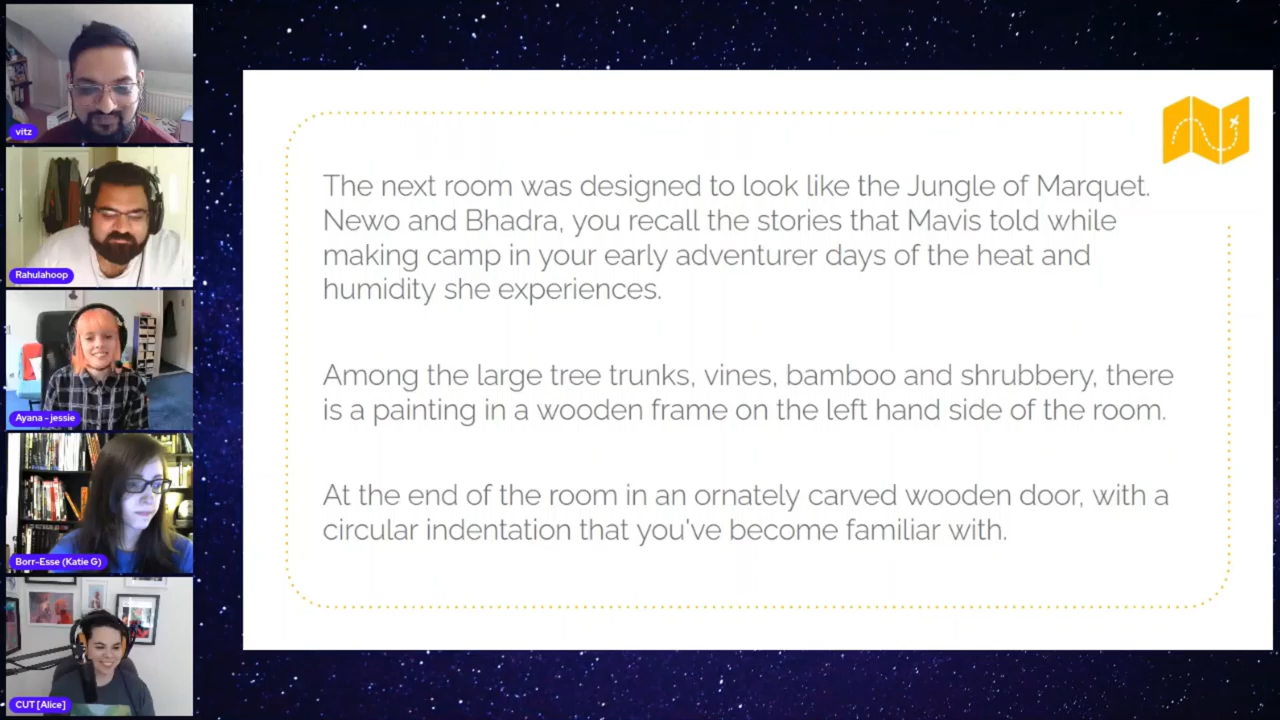 vitz
Rahulahoop
Ayana - jessie
Borr-Esse (Katie G)
CUT [Alice]
The next room was designed to look like the Jungle of Marquet.
Newo and Bhadra, you recall the stories that Mavis told while
making camp in your early adventurer days of the heat and
humidity she experiences.
Among the large tree trunks, vines, bamboo and shrubbery, there
is a painting in a wooden frame on the left hand side of the room.
At the end of the room in an ornately carved wooden door, with a
circular indentation that you've become familiar with.